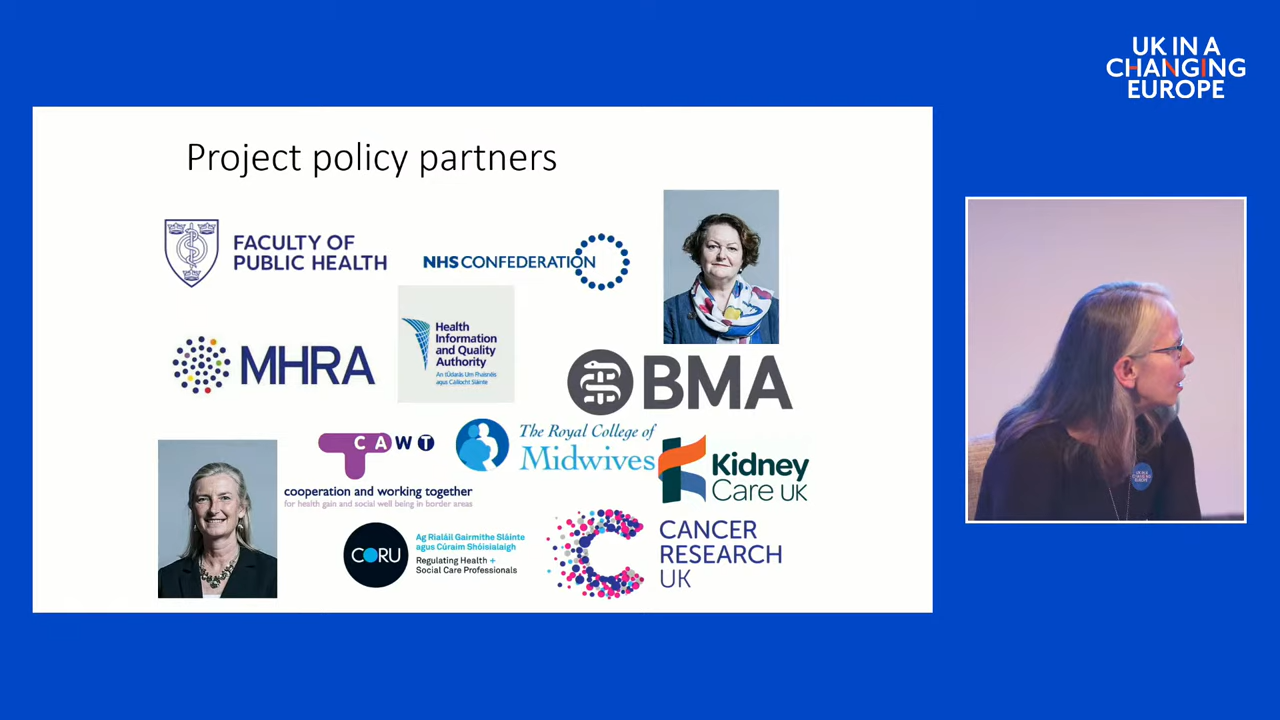 UK IN A
CHANGING
EUROPE
Project policy partners
FACULTY OF
PUBLIC HEALTH
NHS CONFEDERATION
MHRA
Health
Information
and Quality
Authority
An tÚdarás Um Fhaisnéis
agus Cáilíocht Sláinte
BMA
CAWT
cooperation and working together
for health gain and social well being in border areas
The Royal College of
Midwives
Kidney
Care UK
CORU
Ag Rialáil Gairmithe Sláinte
agus Cúraim Shóisialaigh
Regulating Health +
Social Care Professionals
CANCER
RESEARCH
UK